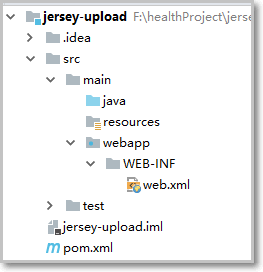 jersey-upload F:\healthProject\jerse
.idea
src
main
java
resources
webapp
WEB-INF
web.xml
test
jersey-upload.iml
m pom.xml